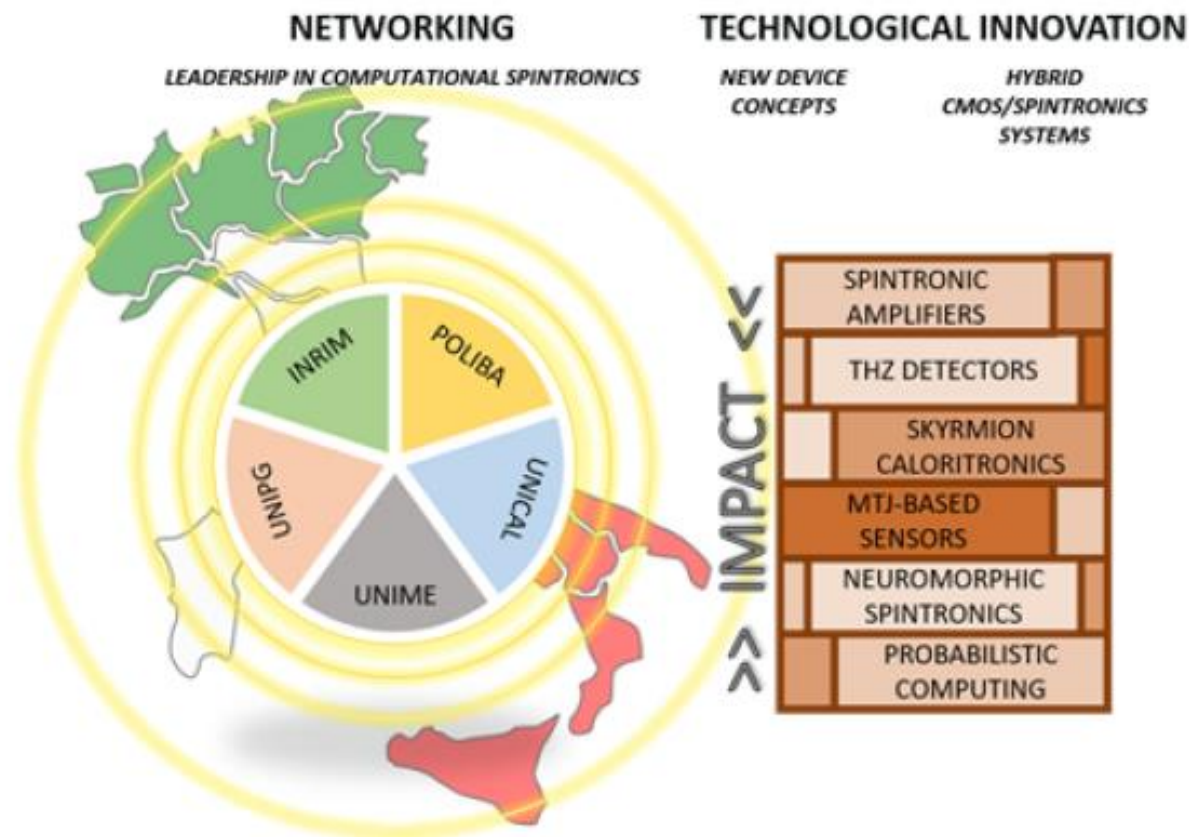 NETWORKING
LEADERSHIP IN COMPUTATIONAL SPINTRONICS
INRIM
POLIBA
UNIPG
UNICAL
UNIME
TECHNOLOGICAL INNOVATION
NEW DEVICE
CONCEPTS
HYBRID
CMOS/SPINTRONICS
SYSTEMS
<< IMPACT >>
SPINTRONIC
AMPLIFIERS
THZ DETECTORS
SKYRMION
CALORITRONICS
MTJ-BASED
SENSORS
NEUROMORPHIC
SPINTRONICS
PROBABILISTIC
COMPUTING